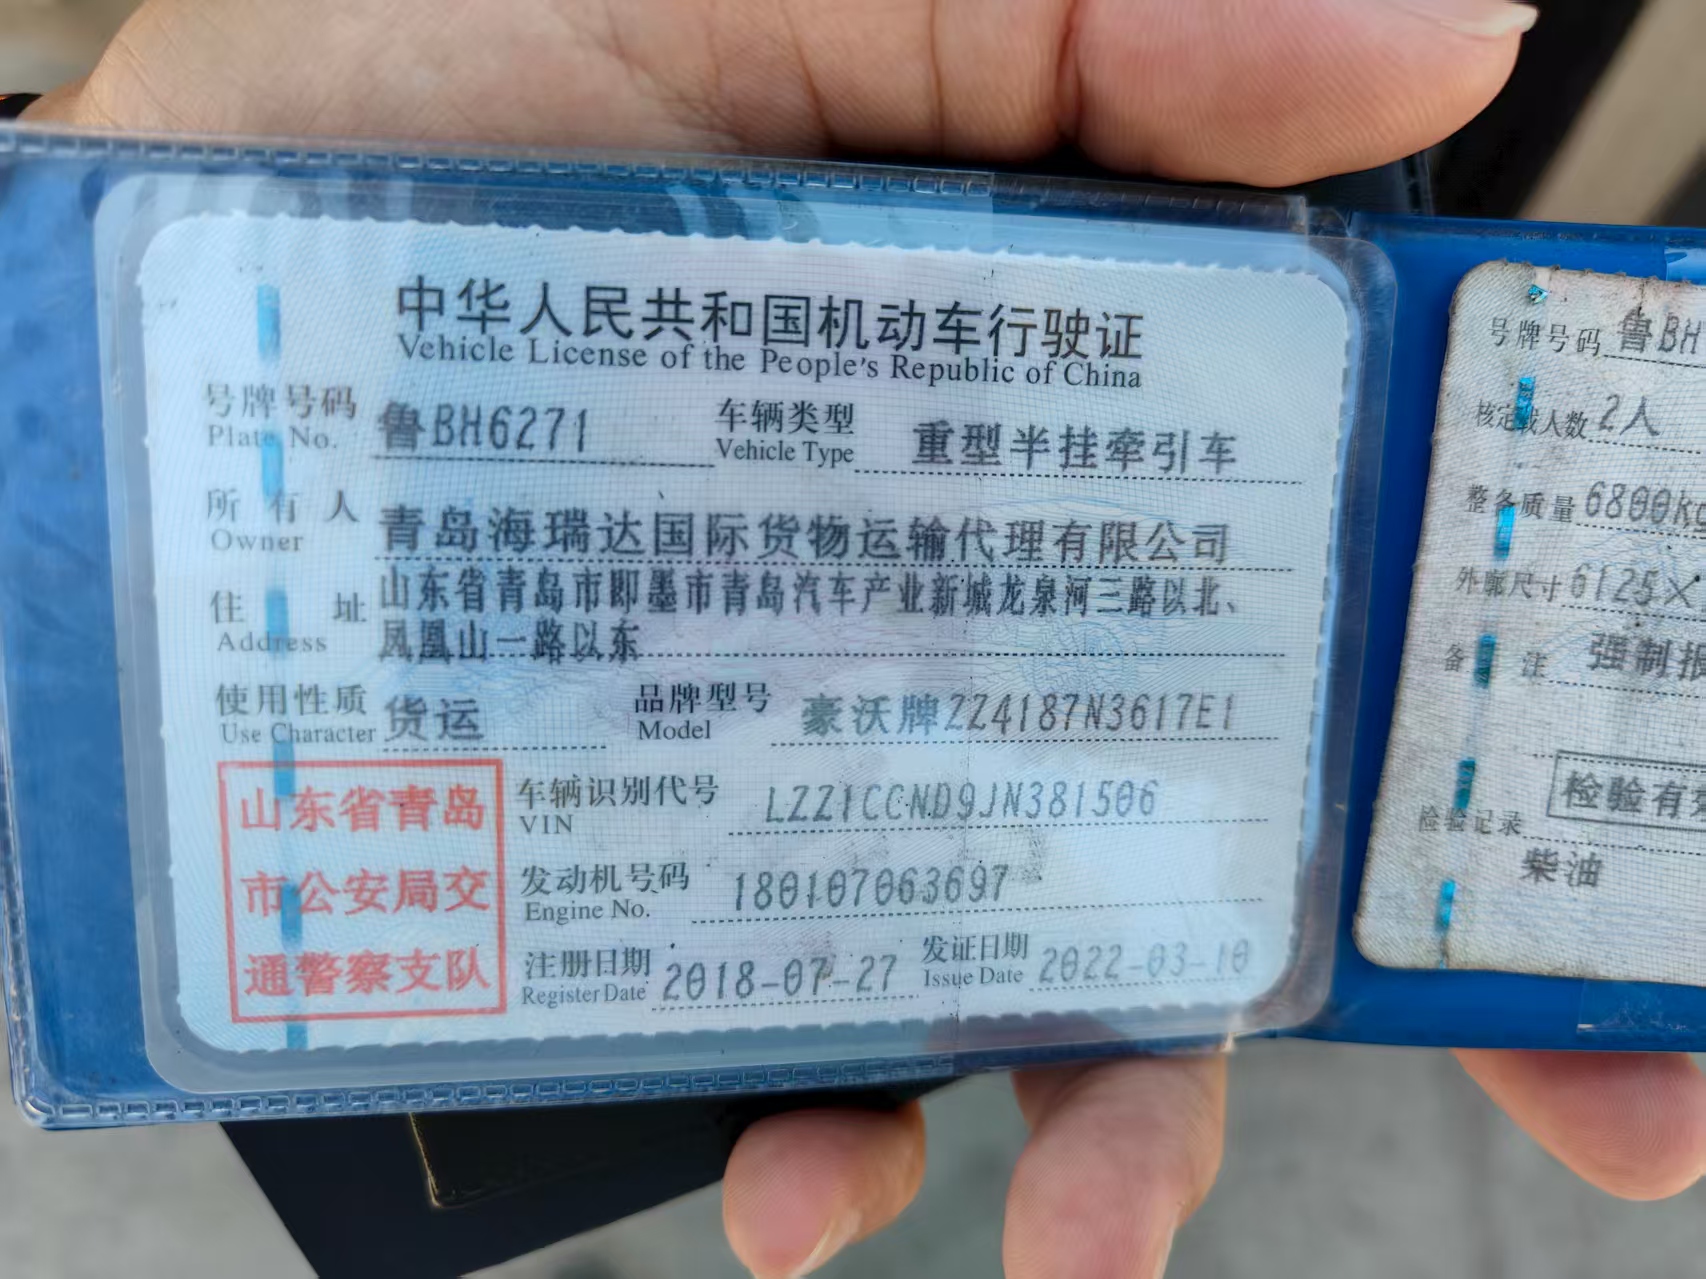 中华人民共和国机动车行驶证
Vehicle License of the People's Republic of China
号牌号码 鲁BH6271 车辆类型 重型半挂牵引车
Plate No. Vehicle Type
所有人 青岛海瑞达国际货物运输代理有限公司
Owner
住址 山东省青岛市即墨市青岛汽车产业新城龙泉河三路以北、
Address 凤凰山一路以东
使用性质 货运 品牌型号 豪沃牌ZZ4187N3617E1
Use Character Model
山东省青岛
市公安局交
通警察支队
车辆识别代号 LZZ1CCND9JN381506
VIN
发动机号码 180107063697
Engine No.
注册日期 2018-07-27 发证日期 2022-03-10
Register Date Issue Date
号牌号码 鲁BH
核定载人数 2人
整备质量 6800kg
外廓尺寸 6125×
备注 强制报
检验有
检验记录
柴油